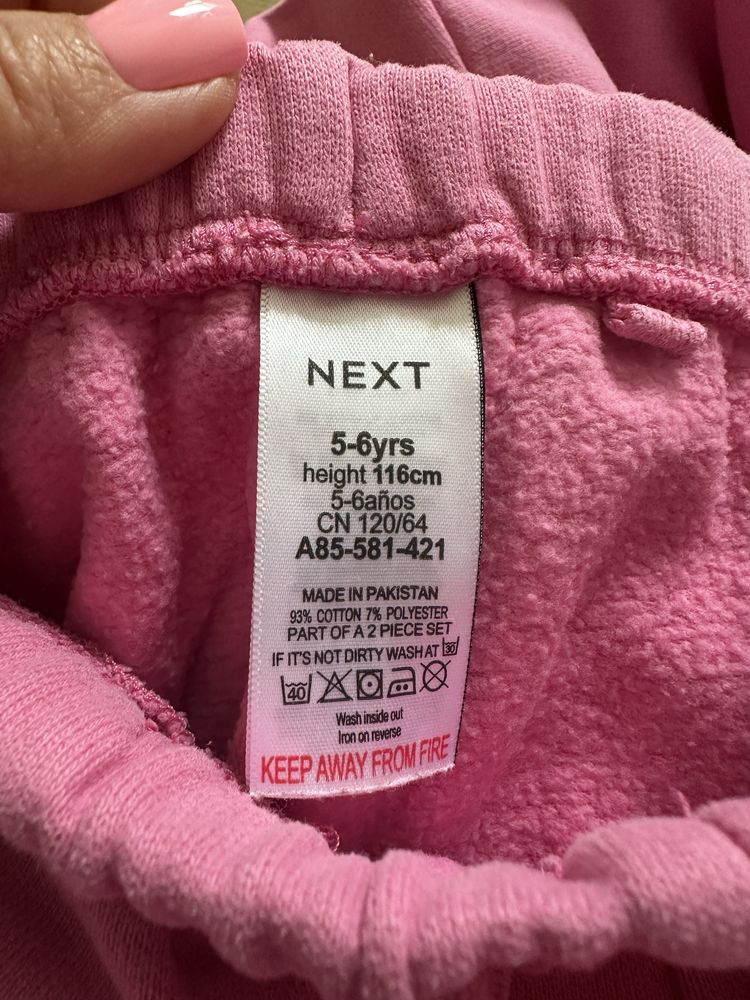 NEXT
5-6yrs
height 116cm
5-6años
CN 120/64
A85-581-421
MADE IN PAKISTAN
93% COTTON 7% POLYESTER
PART OF A 2 PIECE SET
IF IT'S NOT DIRTY WASH AT 30
40
Wash inside out
Iron on reverse
KEEP AWAY FROM FIRE